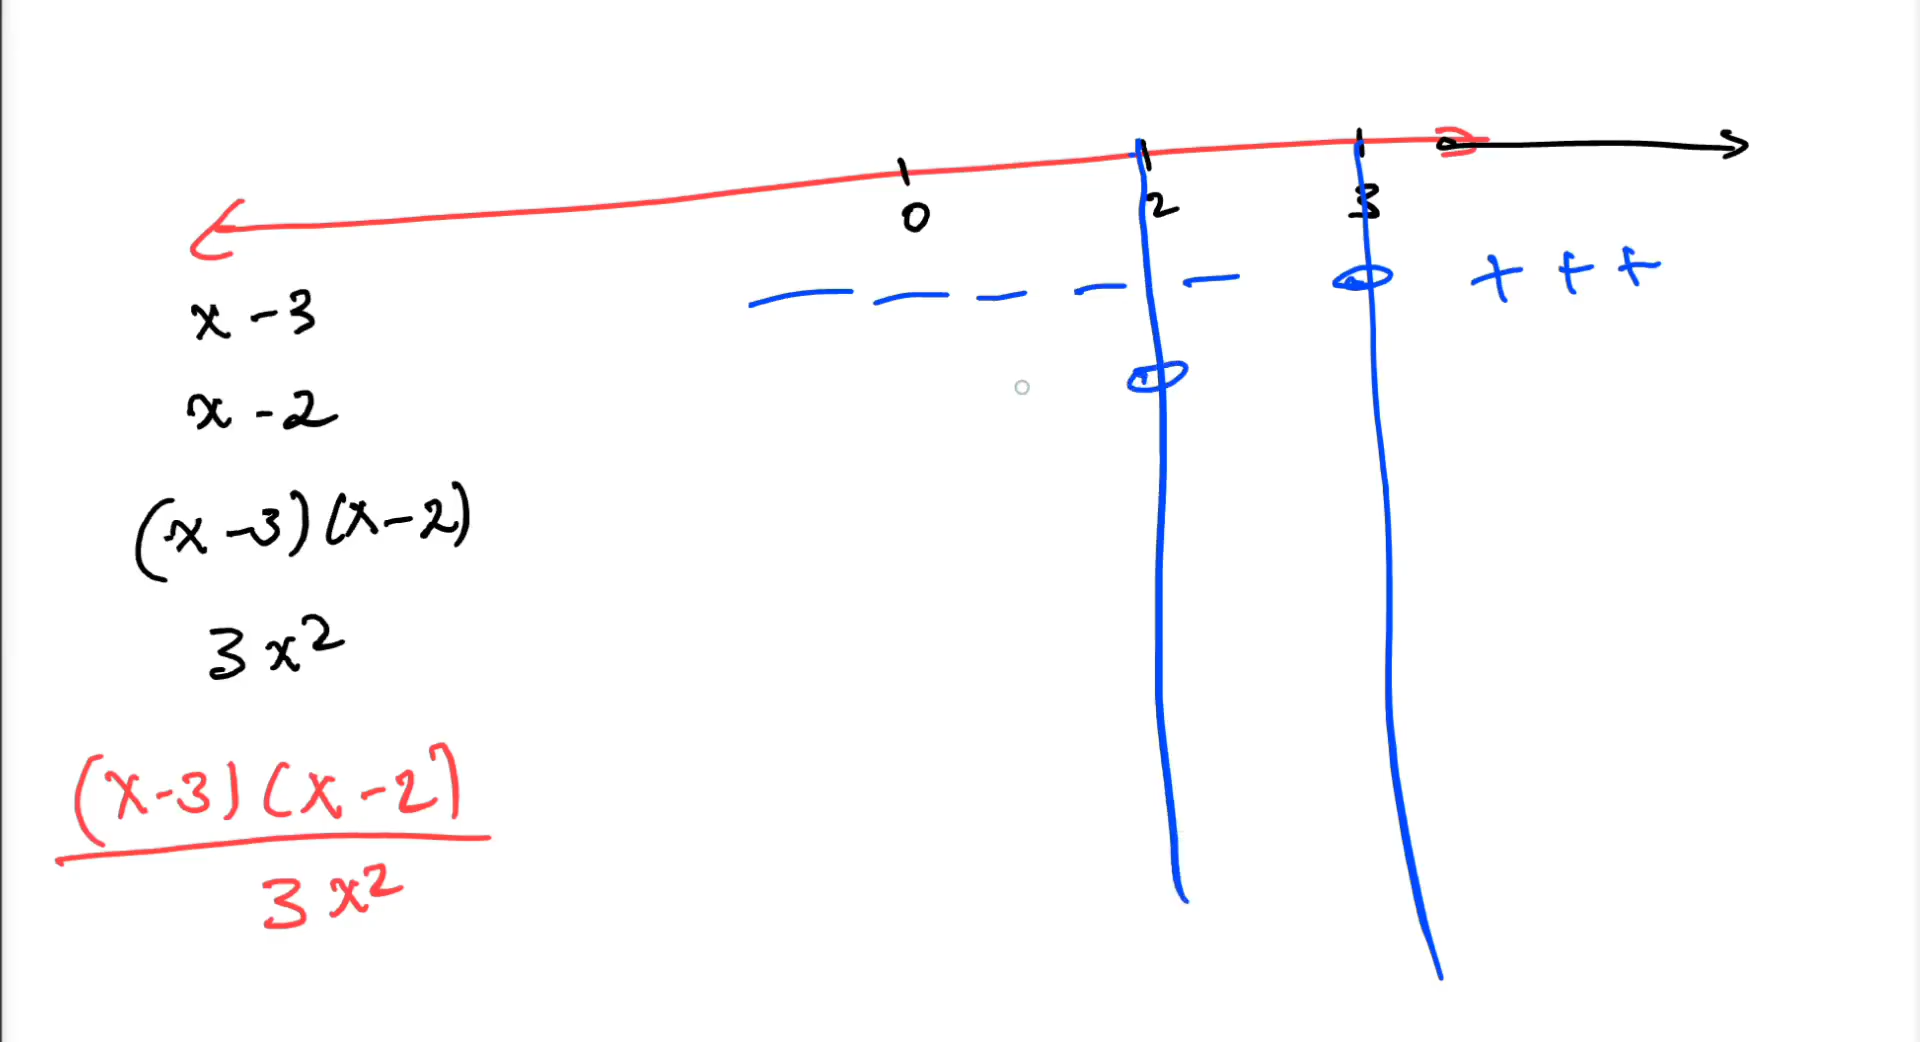 0 2 3
x - 3 - - - - - + + +
x - 2
(x - 3) (x - 2)
3x²
(x - 3) (x - 2)
3x²